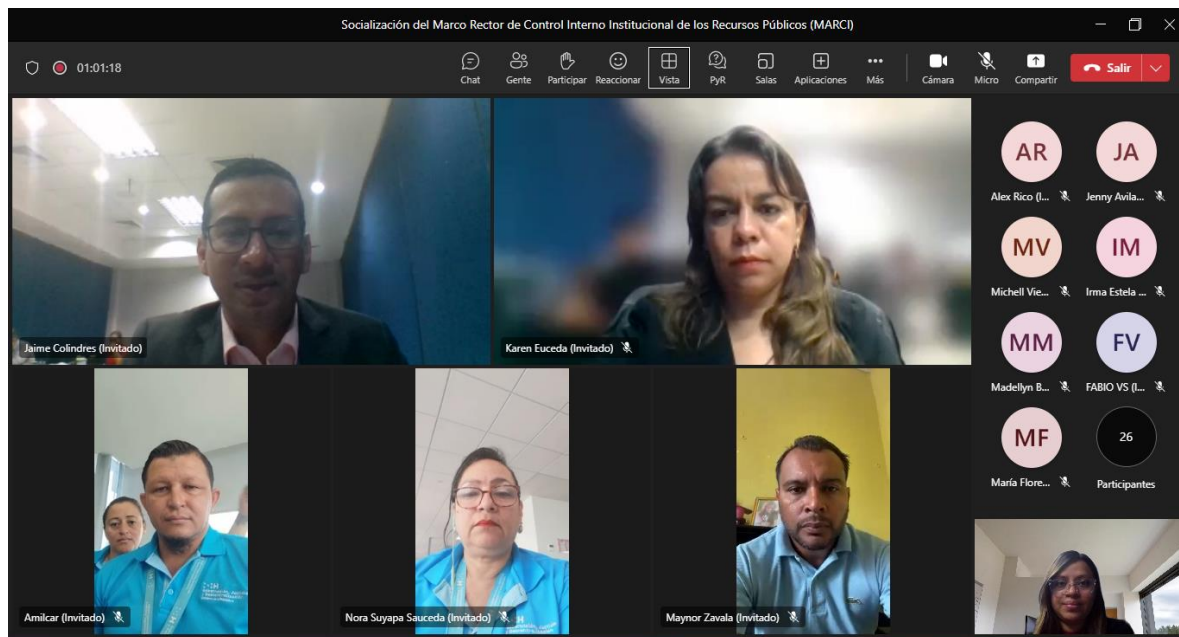 Socialización del Marco Rector de Control Interno Institucional de los Recursos Públicos (MARCI)
01:01:18
Chat
Gente
Participar
Reaccionar
Vista
PyR
Salas
Aplicaciones
Más
Cámara
Micro
Compartir
Salir
Jaime Colindres (Invitado)
Karen Euceda (Invitado)
AR
Alex Rico (I...
JA
Jenny Avila...
MV
Michell Vie...
IM
Irma Estela ...
MM
Madellyn B...
FV
FABIO VS (I...
MF
María Flore...
26
Participantes
Amilcar (Invitado)
Nora Suyapa Sauceda (Invitado)
Maynor Zavala (Invitado)